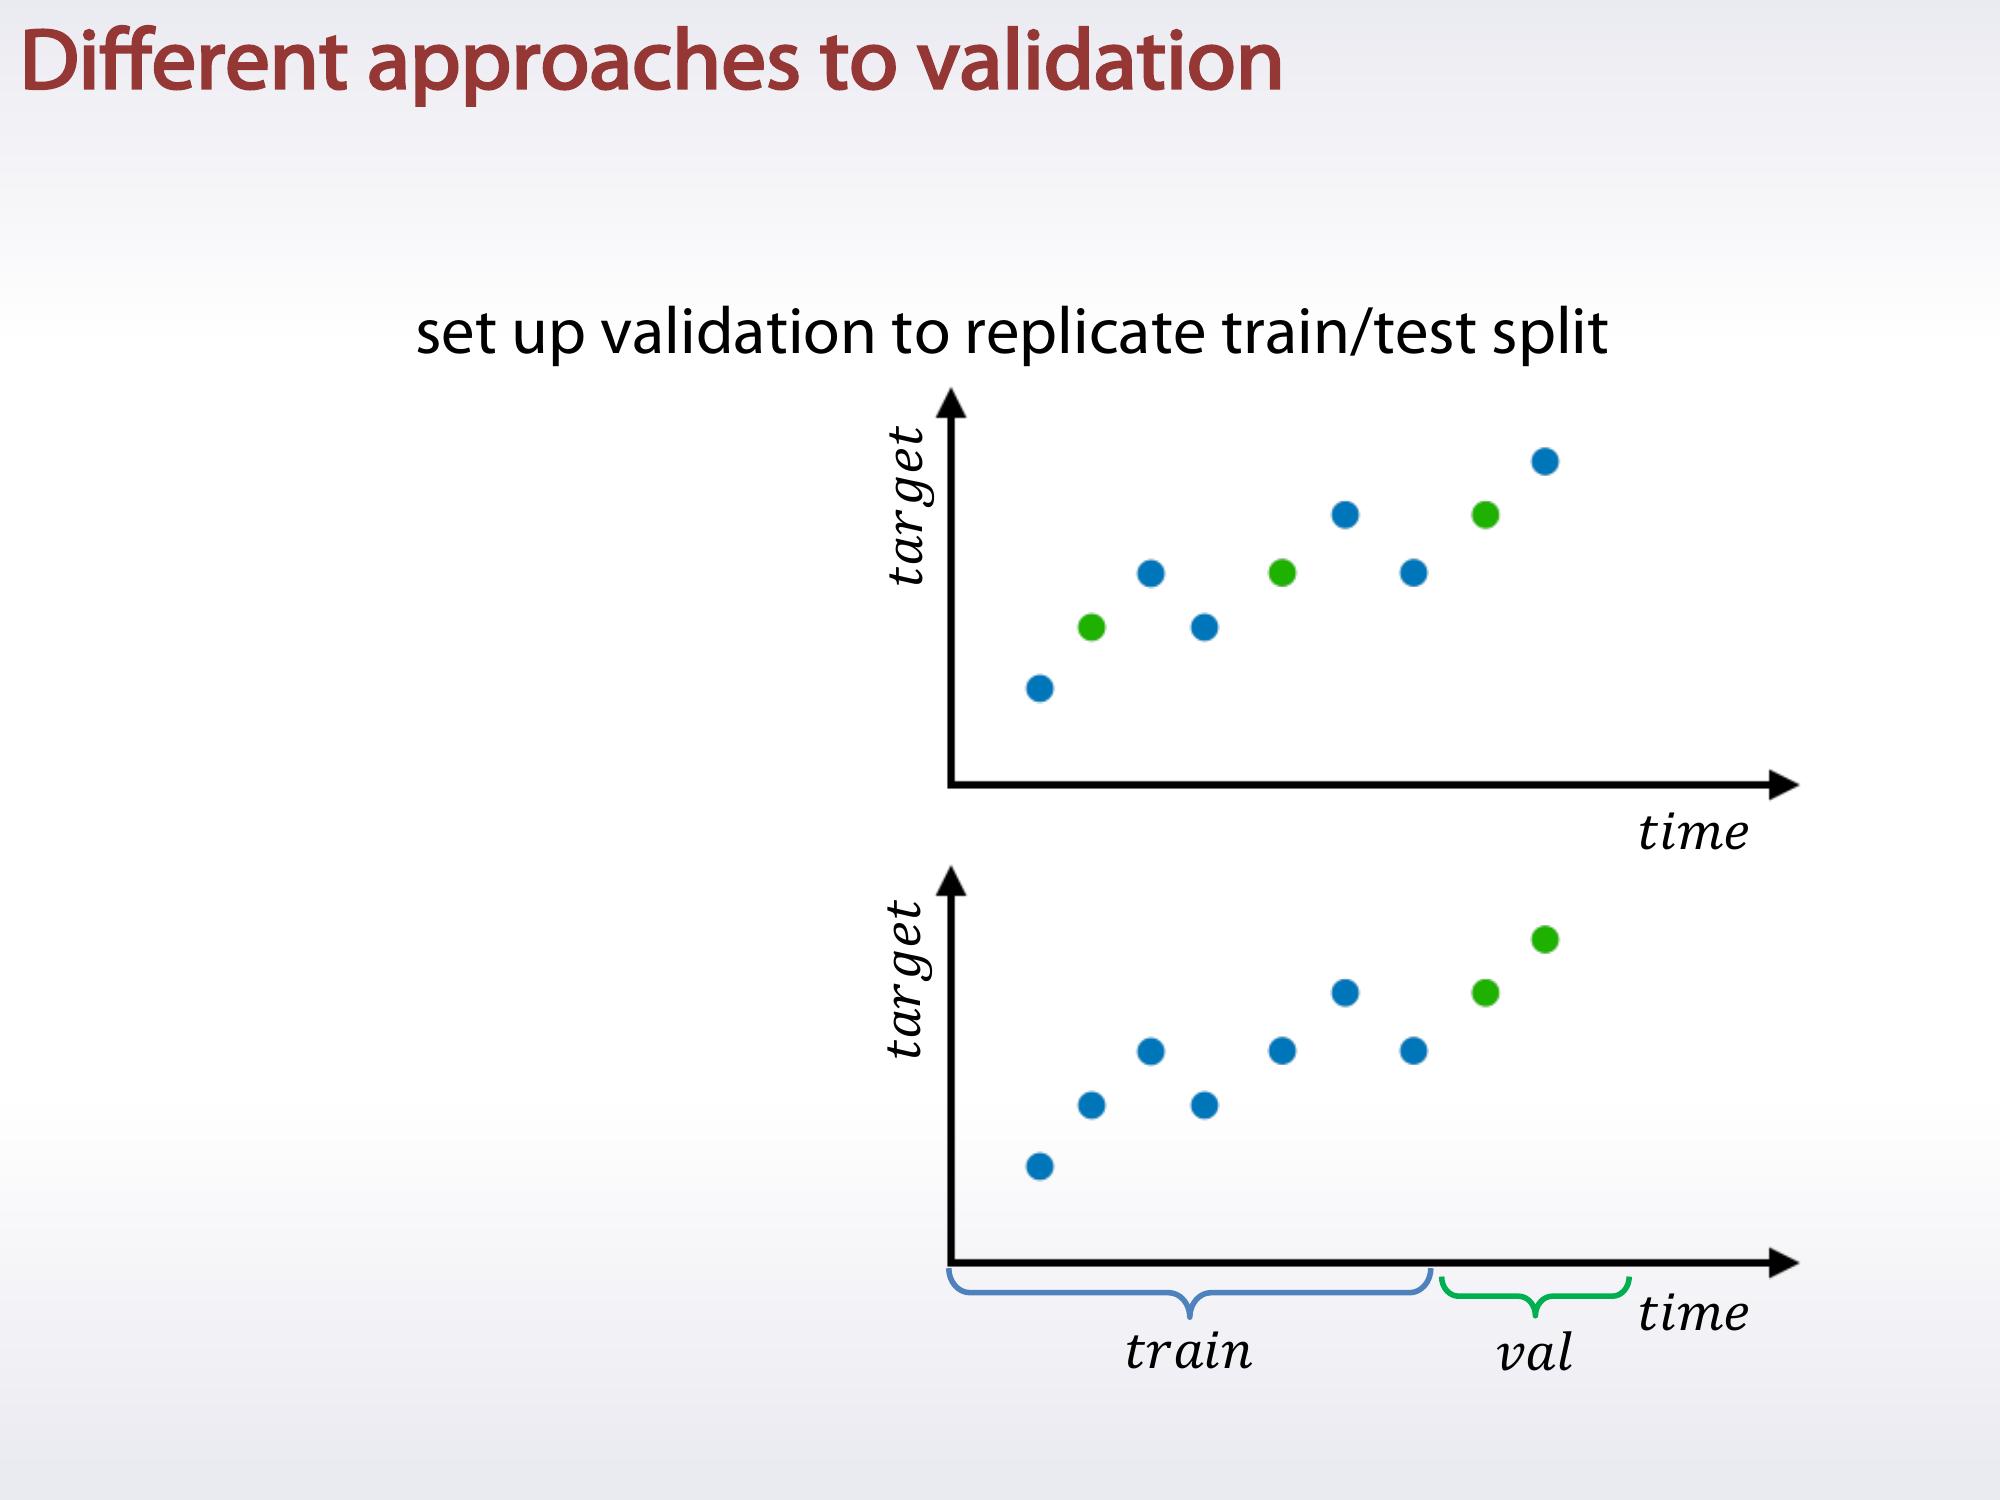 Different approaches to validation
set up validation to replicate train/test split
target
time
target
time
train
val